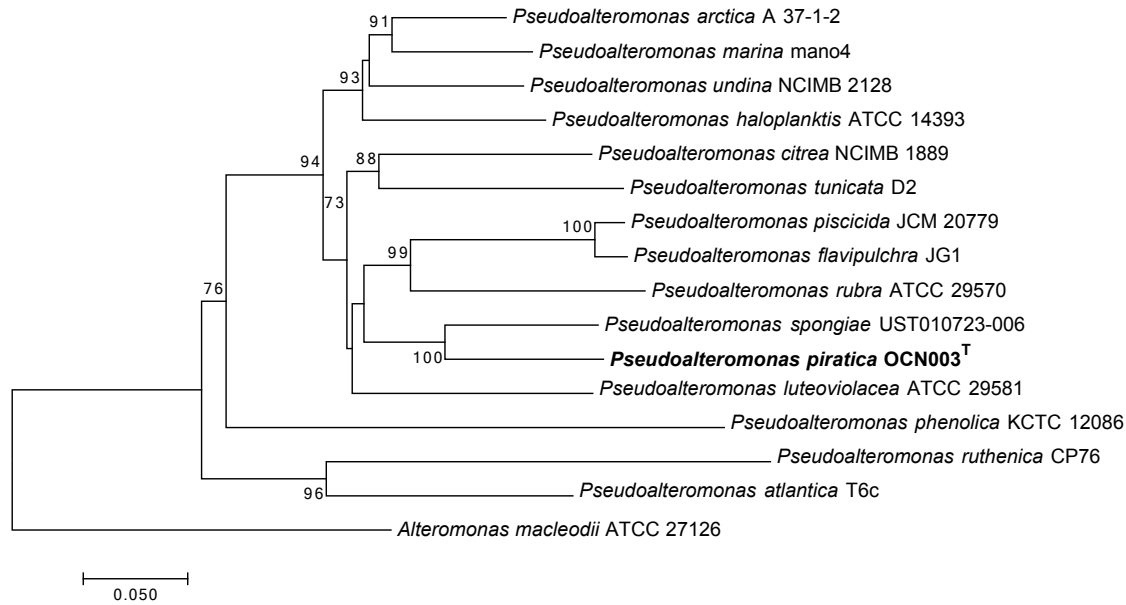 91
Pseudoalteromonas arctica A 37-1-2
Pseudoalteromonas marina mano4
93
Pseudoalteromonas undina NCIMB 2128
Pseudoalteromonas haloplanktis ATCC 14393
94
88
Pseudoalteromonas citrea NCIMB 1889
Pseudoalteromonas tunicata D2
73
Pseudoalteromonas piscicida JCM 20779
100
Pseudoalteromonas flavipulchra JG1
99
Pseudoalteromonas rubra ATCC 29570
76
Pseudoalteromonas spongiae UST010723-006
100
Pseudoalteromonas piratica OCN003T
Pseudoalteromonas luteoviolacea ATCC 29581
Pseudoalteromonas phenolica KCTC 12086
Pseudoalteromonas ruthenica CP76
96
Pseudoalteromonas atlantica T6c
Alteromonas macleodii ATCC 27126
0.050